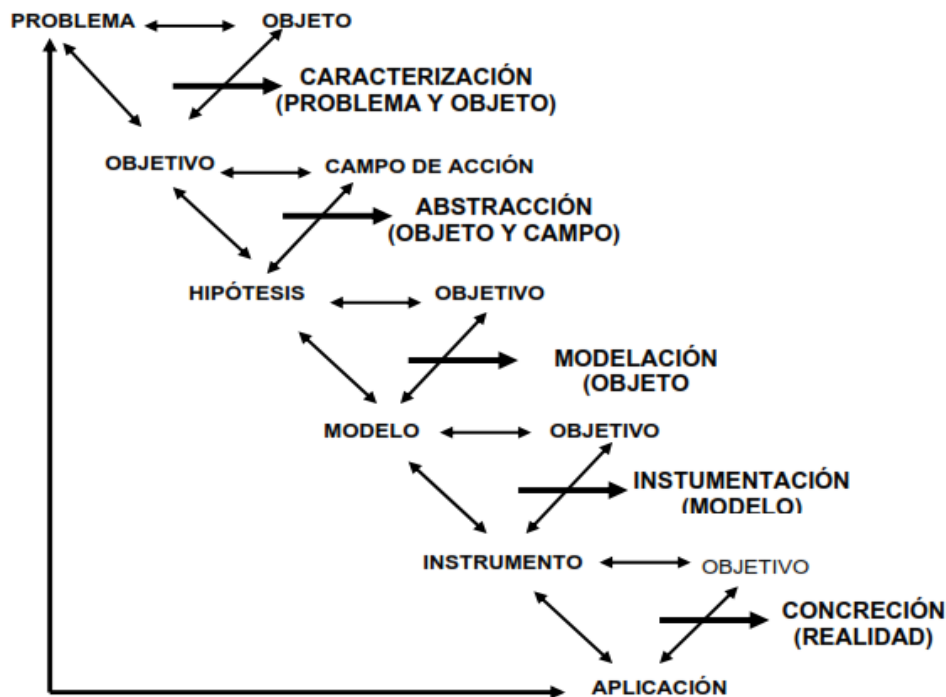 PROBLEMA OBJETO
CARACTERIZACIÓN
(PROBLEMA Y OBJETO)
OBJETIVO CAMPO DE ACCIÓN
ABSTRACCIÓN
(OBJETO Y CAMPO)
HIPÓTESIS OBJETIVO
MODELACIÓN
(OBJETO
MODELO OBJETIVO
INSTUMENTACIÓN
(MODELO)
INSTRUMENTO OBJETIVO
CONCRECIÓN
(REALIDAD)
APLICACIÓN